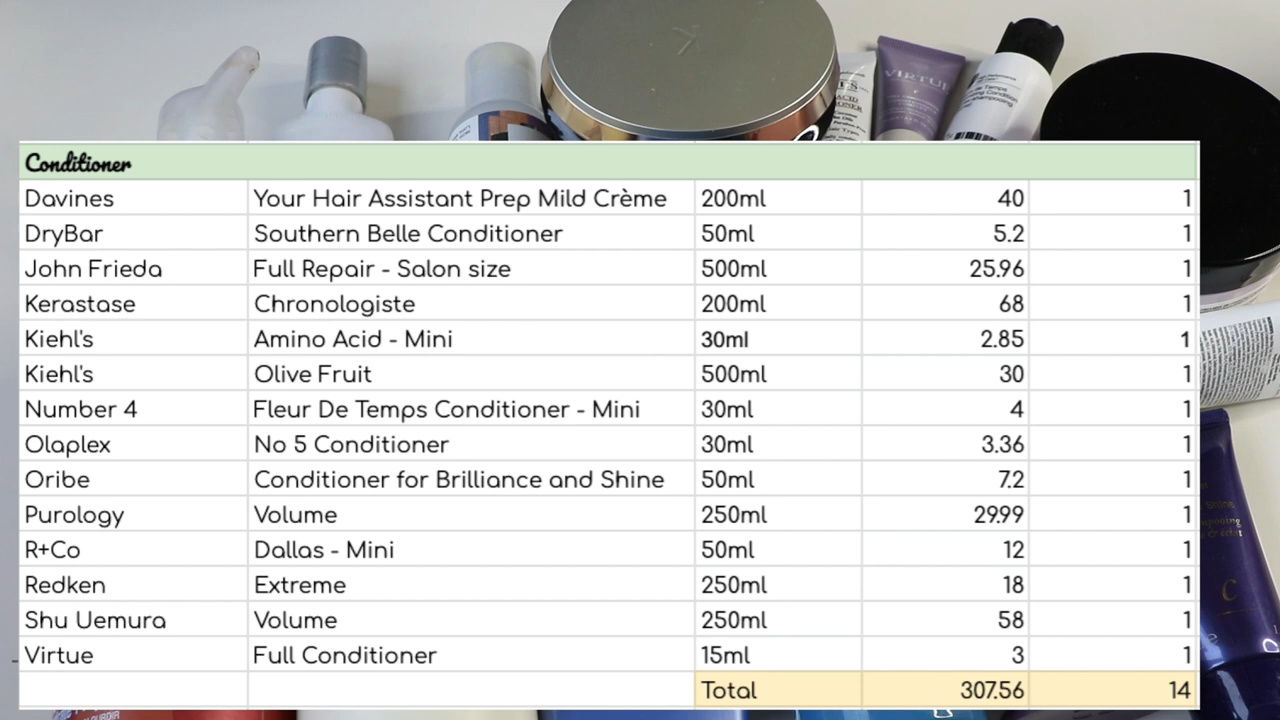 VIRTUE
Conditioner
Davines Your Hair Assistant Prep Mild Crème 200ml 40 1
DryBar Southern Belle Conditioner 50ml 5.2 1
John Frieda Full Repair - Salon size 500ml 25.96 1
Kerastase Chronologiste 200ml 68 1
Kiehl's Amino Acid - Mini 30ml 2.85 1
Kiehl's Olive Fruit 500ml 30 1
Number 4 Fleur De Temps Conditioner - Mini 30ml 4 1
Olaplex No 5 Conditioner 30ml 3.36 1
Oribe Conditioner for Brilliance and Shine 50ml 7.2 1
Purology Volume 250ml 29.99 1
R+Co Dallas - Mini 50ml 12 1
Redken Extreme 250ml 18 1
Shu Uemura Volume 250ml 58 1
Virtue Full Conditioner 15ml 3 1
Total 307.56 14